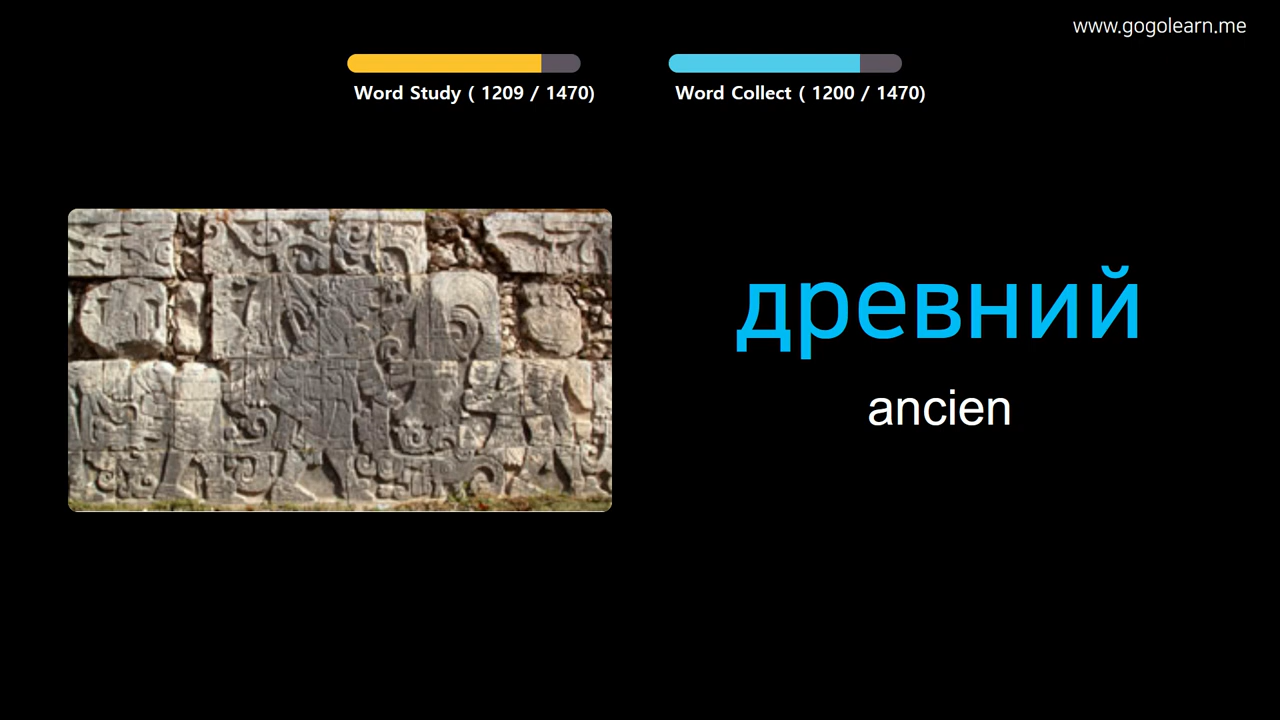 www.gogolearn.me
Word Study ( 1209 / 1470)
Word Collect ( 1200 / 1470)
древний
ancien